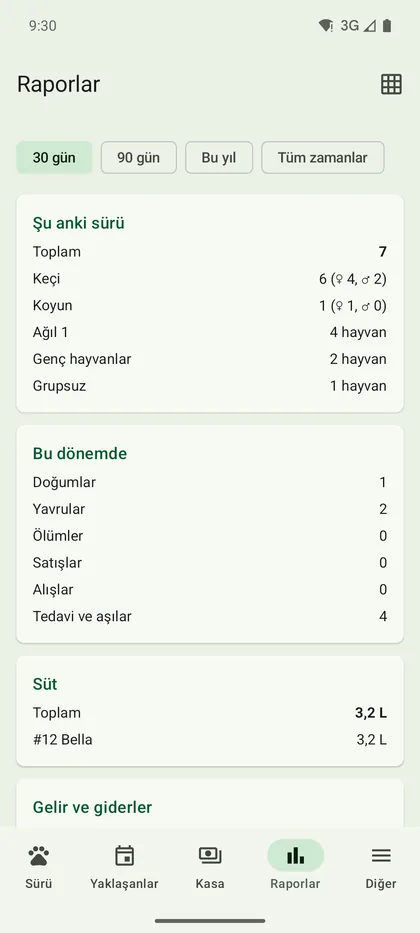 9:30
3G
Raporlar
30 gün
90 gün
Bu yıl
Tüm zamanlar
Şu anki sürü
Toplam 7
Keçi 6 (♀ 4, ♂ 2)
Koyun 1 (♀ 1, ♂ 0)
Ağıl 1 4 hayvan
Genç hayvanlar 2 hayvan
Grupsuz 1 hayvan
Bu dönemde
Doğumlar 1
Yavrular 2
Ölümler 0
Satışlar 0
Alışlar 0
Tedavi ve aşılar 4
Süt
Toplam 3,2 L
#12 Bella 3,2 L
Gelir ve giderler
Sürü
Yaklaşanlar
Kasa
Raporlar
Diğer